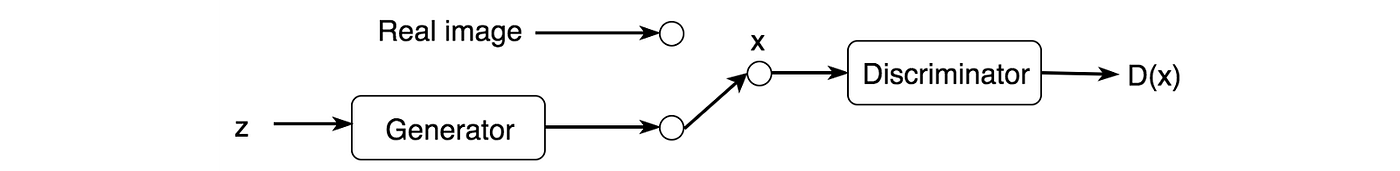 Real image
x
Discriminator
D(x)
z
Generator